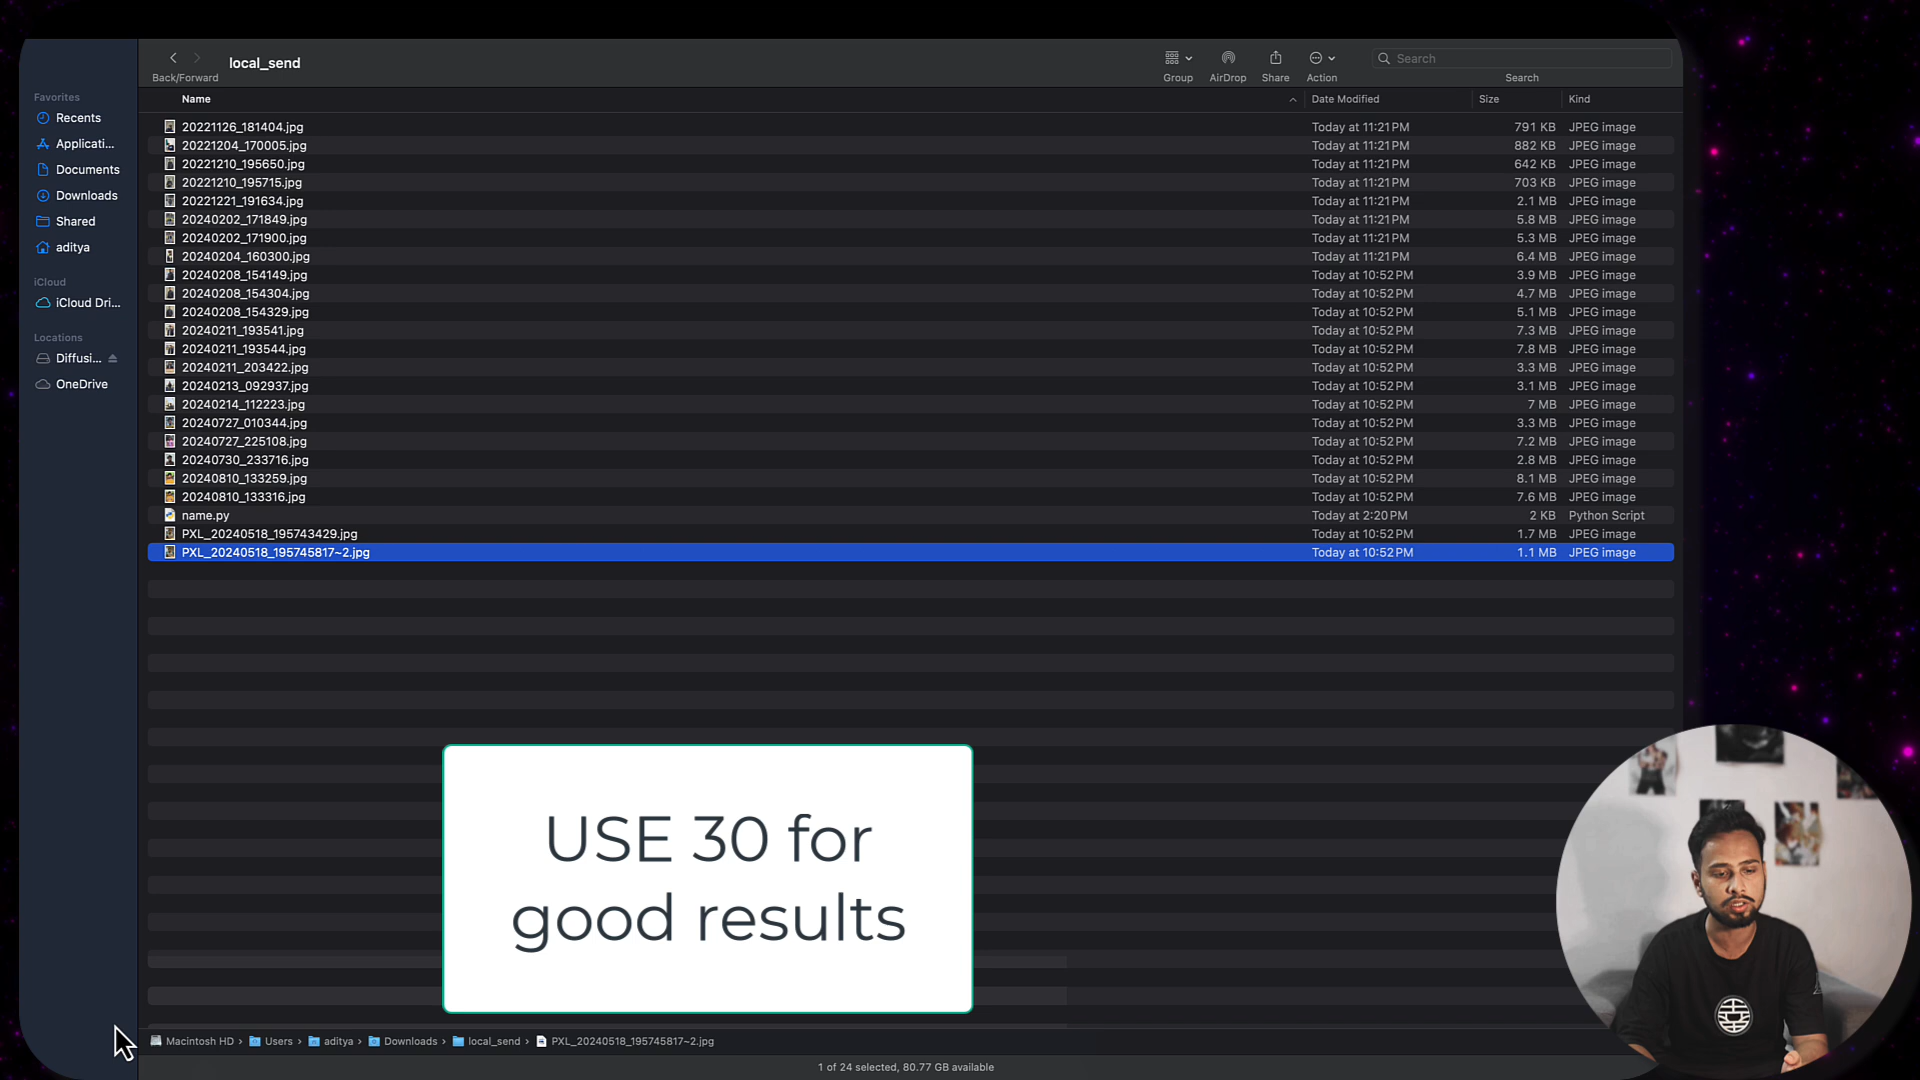 local_send
Back/Forward
Group
AirDrop
Share
Action
Search
Search
Favorites
Recents
Applicati...
Documents
Downloads
Shared
aditya
iCloud
iCloud Dri...
Locations
Diffusi...
OneDrive
Name Date Modified Size Kind
20221126_181404.jpg Today at 11:21 PM 791 KB JPEG image
20221204_170005.jpg Today at 11:21 PM 882 KB JPEG image
20221210_195650.jpg Today at 11:21 PM 642 KB JPEG image
20221210_195715.jpg Today at 11:21 PM 703 KB JPEG image
20221221_191634.jpg Today at 11:21 PM 2.1 MB JPEG image
20240202_171849.jpg Today at 11:21 PM 5.8 MB JPEG image
20240202_171900.jpg Today at 11:21 PM 5.3 MB JPEG image
20240204_160300.jpg Today at 11:21 PM 6.4 MB JPEG image
20240208_154149.jpg Today at 10:52 PM 3.9 MB JPEG image
20240208_154304.jpg Today at 10:52 PM 4.7 MB JPEG image
20240208_154329.jpg Today at 10:52 PM 5.1 MB JPEG image
20240211_193541.jpg Today at 10:52 PM 7.3 MB JPEG image
20240211_193544.jpg Today at 10:52 PM 7.8 MB JPEG image
20240211_203422.jpg Today at 10:52 PM 3.3 MB JPEG image
20240213_092937.jpg Today at 10:52 PM 3.1 MB JPEG image
20240214_112223.jpg Today at 10:52 PM 7 MB JPEG image
20240727_010344.jpg Today at 10:52 PM 3.3 MB JPEG image
20240727_225108.jpg Today at 10:52 PM 7.2 MB JPEG image
20240730_233716.jpg Today at 10:52 PM 2.8 MB JPEG image
20240810_133259.jpg Today at 10:52 PM 8.1 MB JPEG image
20240810_133316.jpg Today at 10:52 PM 7.6 MB JPEG image
name.py Today at 2:20 PM 2 KB Python Script
PXL_20240518_195743429.jpg Today at 10:52 PM 1.7 MB JPEG image
PXL_20240518_195745817~2.jpg Today at 10:52 PM 1.1 MB JPEG image
USE 30 for
good results
Macintosh HD › Users › aditya › Downloads › local_send › PXL_20240518_195745817~2.jpg
1 of 24 selected, 80.77 GB available